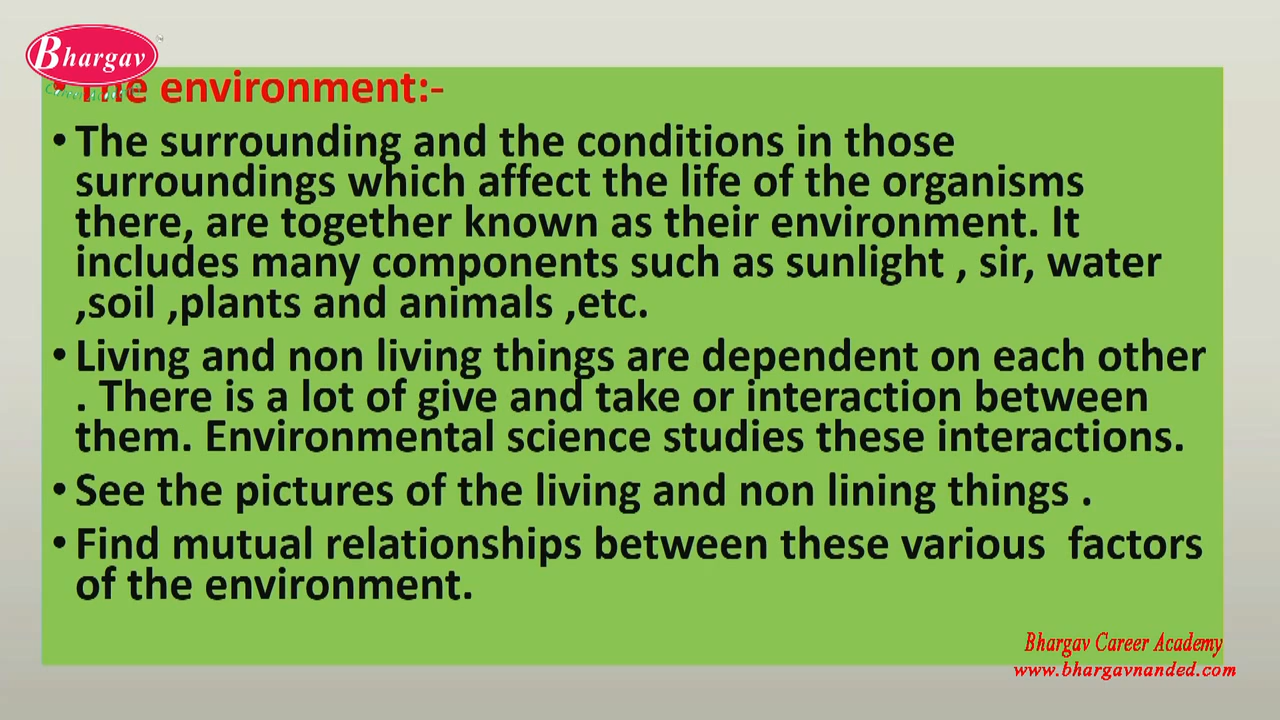 Bhargav
• The environment:-
• The surrounding and the conditions in those
surroundings which affect the life of the organisms
there, are together known as their environment. It
includes many components such as sunlight , sir, water
,soil ,plants and animals ,etc.
• Living and non living things are dependent on each other
. There is a lot of give and take or interaction between
them. Environmental science studies these interactions.
• See the pictures of the living and non lining things .
• Find mutual relationships between these various  factors
of the environment.
Bhargav Career Academy
www.bhargavnanded.com